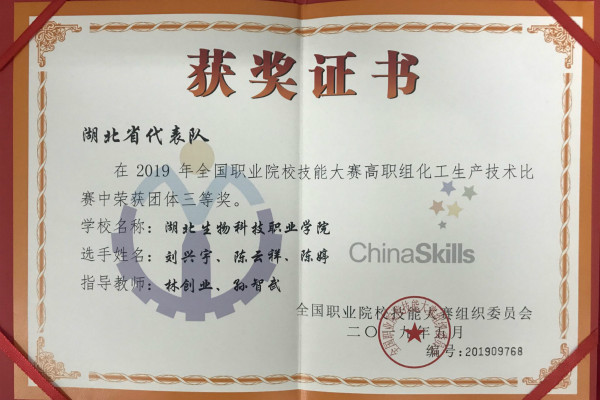 获奖证书
湖北省代表队
在 2019 年全国职业院校技能大赛高职组化工生产技术比
赛中荣获团体三等奖。
学校名称：湖北生物科技职业学院
选手姓名：刘兴宇、陈云祥、陈婷
指导教师：林创业、孙智武
ChinaSkills
全国职业院校技能大赛组织委员会
二〇一九年五月
编号:201909768